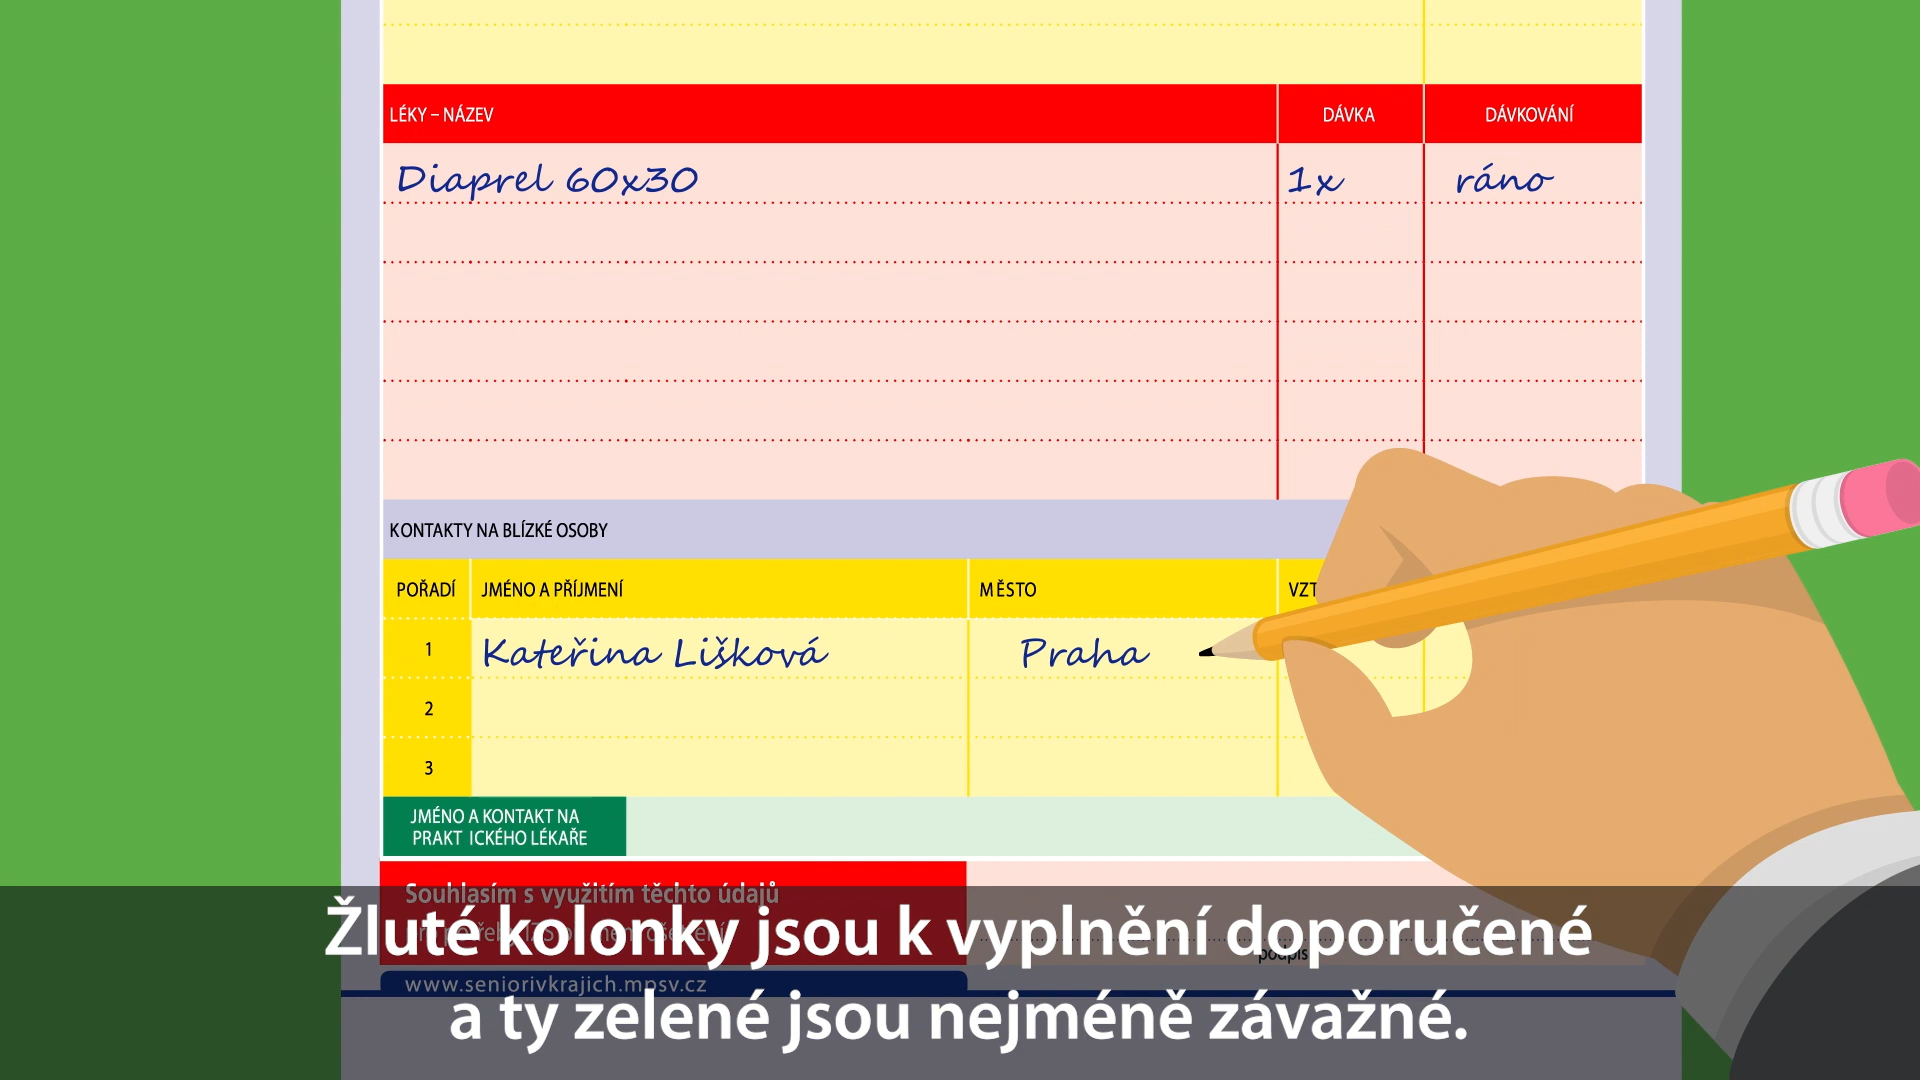 LÉKY – NÁZEV DÁVKA DÁVKOVÁNÍ
Diaprel 60x30 1x ráno
KONTAKTY NA BLÍZKÉ OSOBY
POŘADÍ JMÉNO A PŘÍJMENÍ MĚSTO VZT
1 Kateřina Lišková Praha
2
3
JMÉNO A KONTAKT NA
PRAKT ICKÉHO LÉKAŘE
Souhlasím s využitím těchto údajů
podpis
www.seniorivkrajich.mpsv.cz
Žluté kolonky jsou k vyplnění doporučené
a ty zelené jsou nejméně závažné.